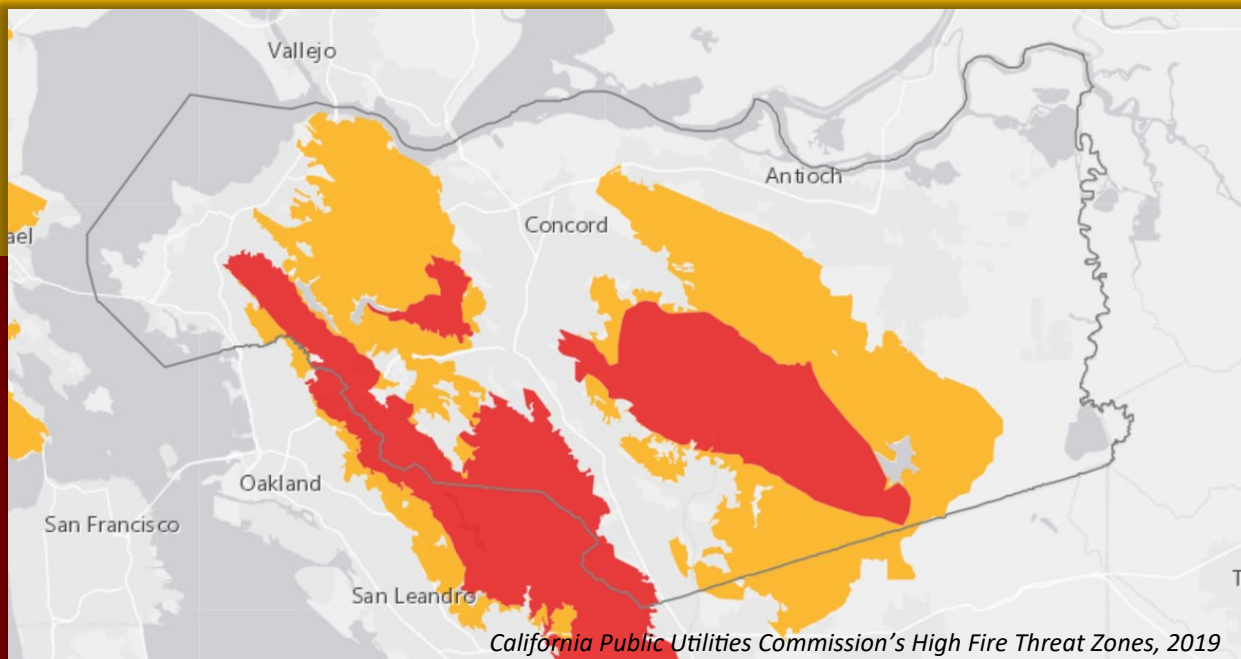 Vallejo
Antioch
Concord
ael
Oakland
San Francisco
San Leandro
T
California Public Utilities Commission's High Fire Threat Zones, 2019